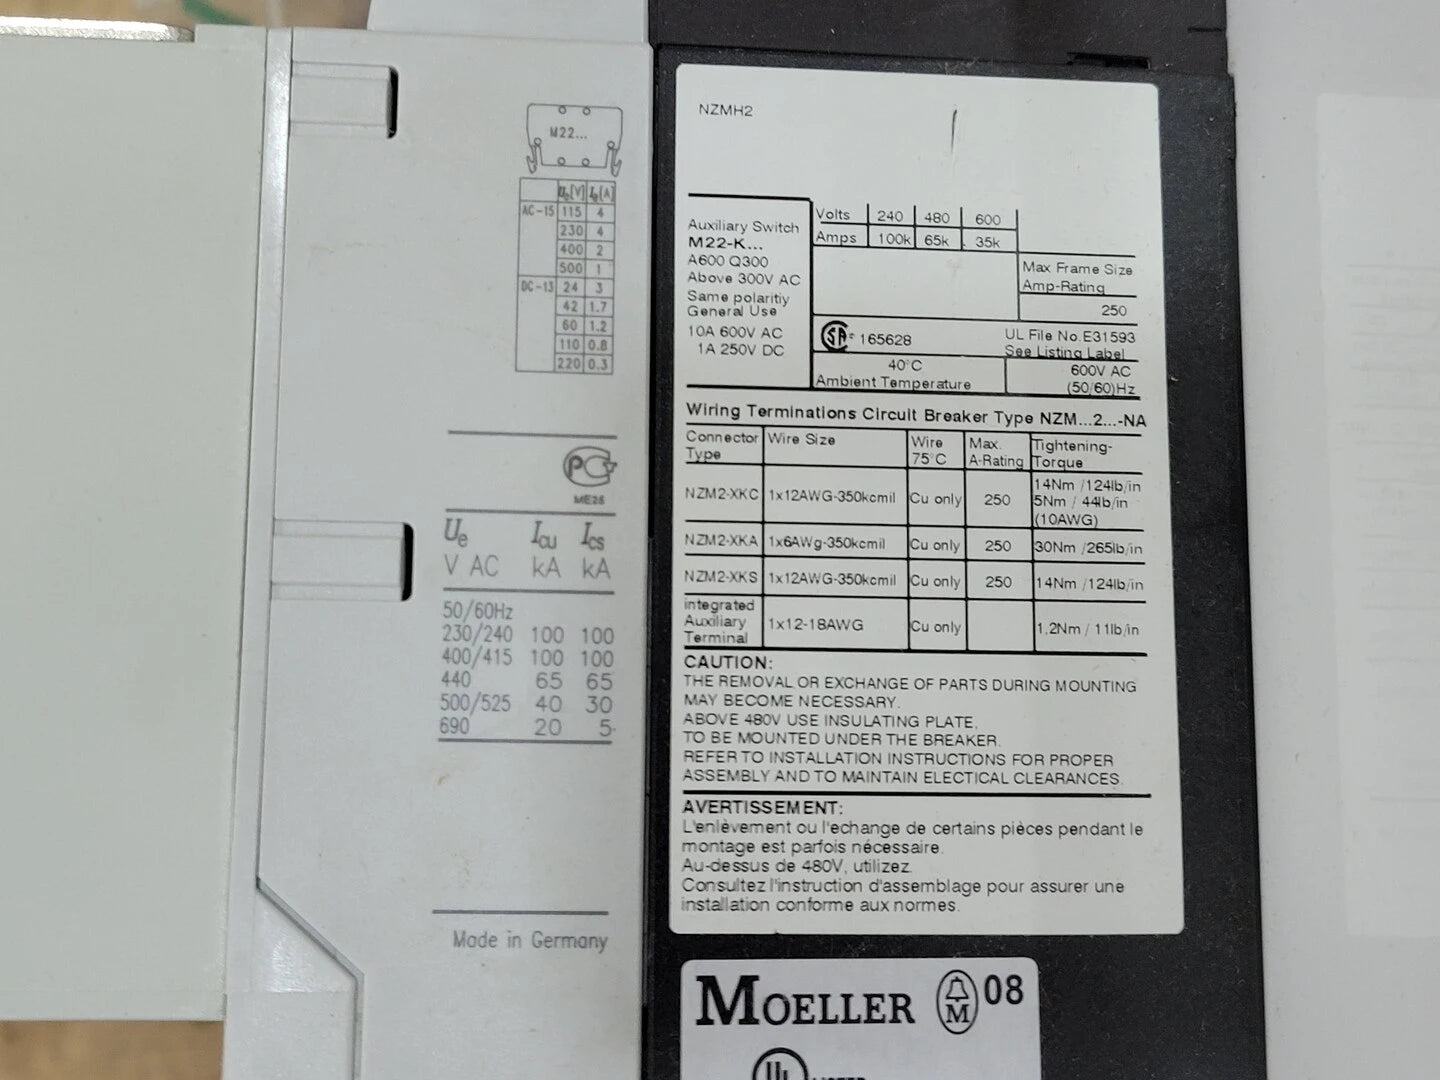 M22...
Ue[V] Ie[A]
AC-15 115 4
230 4
400 2
500 1
DC-13 24 3
42 1.7
60 1.2
110 0.8
220 0.3
ME25
Ue Icu Ics
V AC kA kA
50/60Hz
230/240 100 100
400/415 100 100
440 65 65
500/525 40 30
690 20 5
Made in Germany
NZMH2
Auxiliary Switch
M22-K...
A600 Q300
Above 300V AC
Same polaritiy
General Use
10A 600V AC
1A 250V DC
Volts 240 480 600
Amps 100k 65k 35k
Max Frame Size
Amp-Rating
250
165628
UL File No.E31593
See Listing Label
40°C
Ambient Temperature
600V AC
(50/60)Hz
Wiring Terminations Circuit Breaker Type NZM...2...-NA
Connector Type Wire Size Wire 75°C Max. A-Rating Tightening-Torque
NZM2-XKC 1x12AWG-350kcmil Cu only 250 14Nm /124lb/in
5Nm / 44lb/in
(10AWG)
NZM2-XKA 1x6AWg-350kcmil Cu only 250 30Nm /265lb/in
NZM2-XKS 1x12AWG-350kcmil Cu only 250 14Nm /124lb/in
integrated Auxiliary Terminal 1x12-18AWG Cu only 1,2Nm / 11lb/in
CAUTION:
THE REMOVAL OR EXCHANGE OF PARTS DURING MOUNTING
MAY BECOME NECESSARY.
ABOVE 480V USE INSULATING PLATE,
TO BE MOUNTED UNDER THE BREAKER.
REFER TO INSTALLATION INSTRUCTIONS FOR PROPER
ASSEMBLY AND TO MAINTAIN ELECTICAL CLEARANCES.
AVERTISSEMENT:
L'enlèvement ou l'echange de certains pièces pendant le
montage est parfois nécessaire.
Au-dessus de 480V, utilizez.
Consultez l'instruction d'assemblage pour assurer une
installation conforme aux normes.
MOELLER M 08
UL LISTED